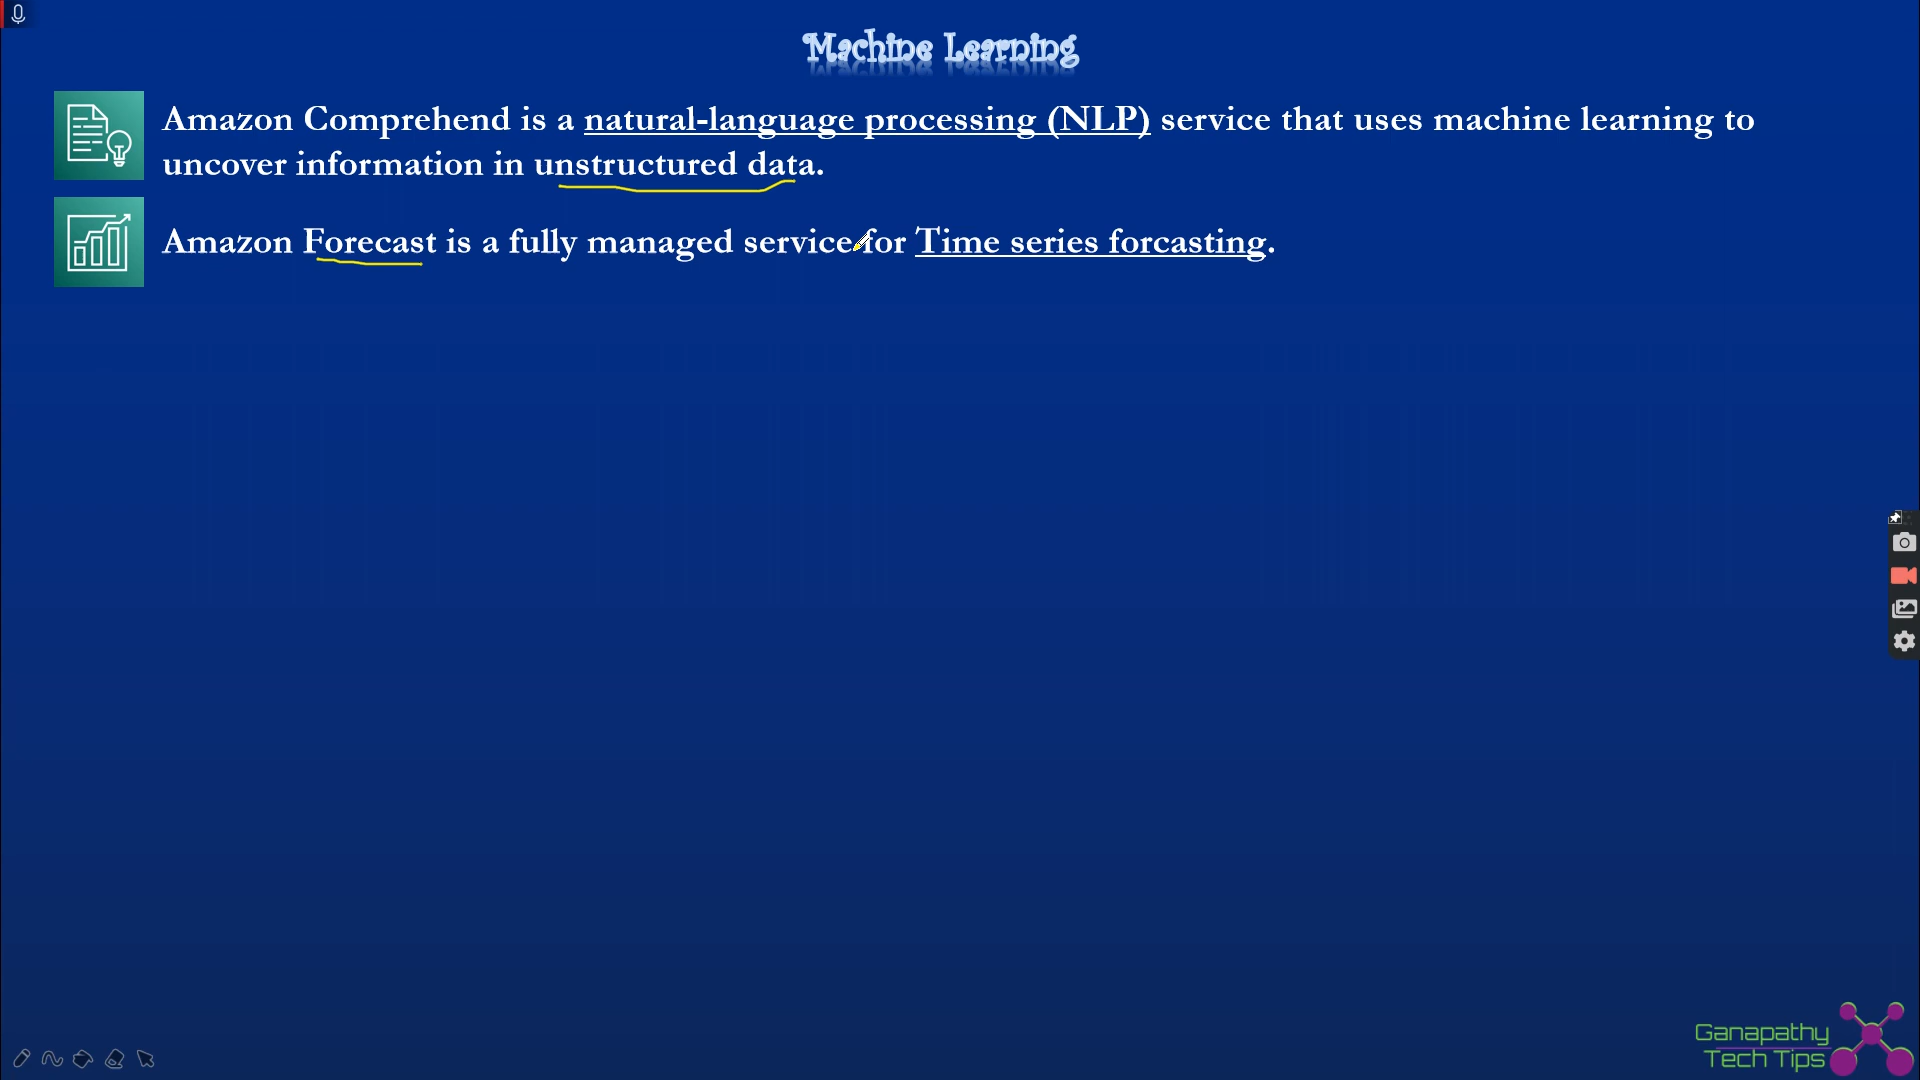 Machine Learning
Amazon Comprehend is a natural-language processing (NLP) service that uses machine learning to
uncover information in unstructured data.
Amazon Forecast is a fully managed service for Time series forcasting.
Ganapathy
Tech Tips